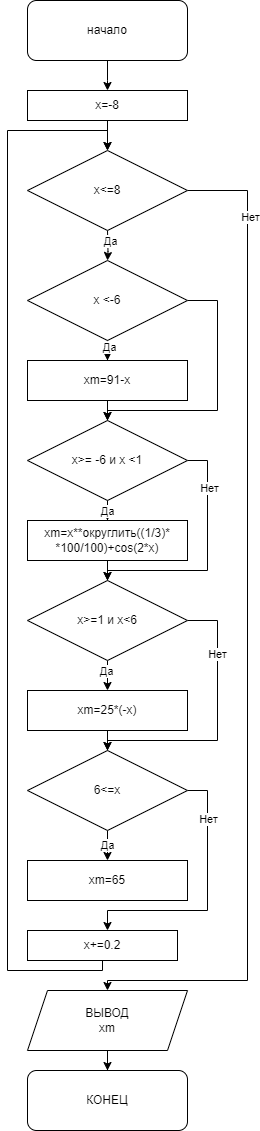 начало
x=-8
x<=8
Нет
Да
x <-6
Да
xm=91-x
x>= -6 и x <1
Нет
Да
xm=x**округлить((1/3)*
*100/100)+cos(2*x)
x>=1 и x<6
Нет
Да
xm=25*(-x)
6<=x
Нет
Да
xm=65
x+=0.2
ВЫВОД
xm
КОНЕЦ